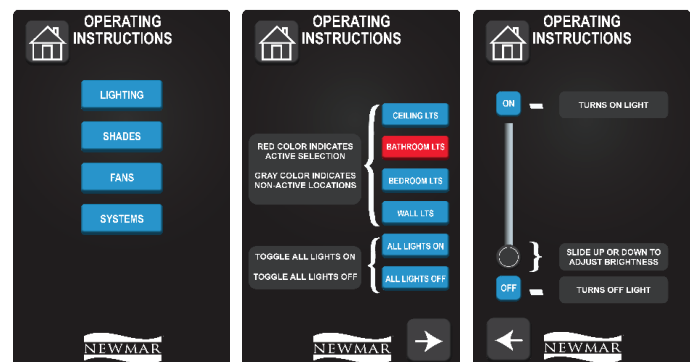 OPERATING
INSTRUCTIONS
LIGHTING
SHADES
FANS
SYSTEMS
NEWMAR
OPERATING
INSTRUCTIONS
RED COLOR INDICATES
ACTIVE SELECTION
GRAY COLOR INDICATES
NON-ACTIVE LOCATIONS
CEILING LTS
BATHROOM LTS
BEDROOM LTS
WALL LTS
TOGGLE ALL LIGHTS ON
TOGGLE ALL LIGHTS OFF
ALL LIGHTS ON
ALL LIGHTS OFF
NEWMAR
OPERATING
INSTRUCTIONS
ON
TURNS ON LIGHT
SLIDE UP OR DOWN TO
ADJUST BRIGHTNESS
OFF
TURNS OFF LIGHT
NEWMAR